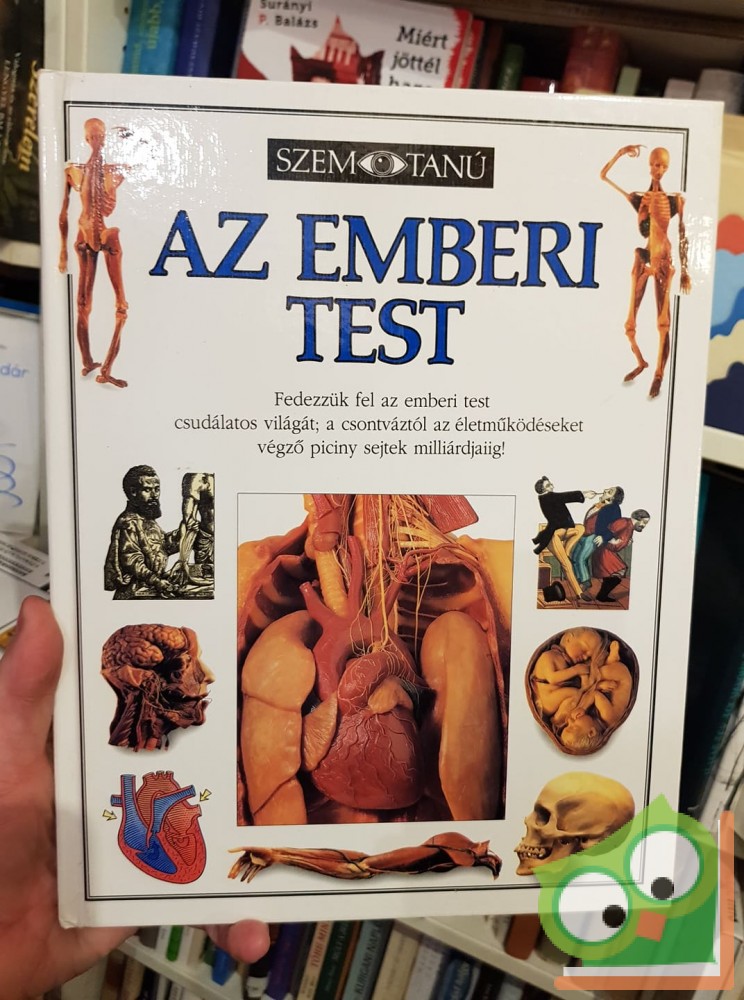 Surányi
P. Balázs
Miért
jöttél
SZEM TANÚ
AZ EMBERI
TEST
Fedezzük fel az emberi test
csudálatos világát; a csontváztól az életműködéseket
végző piciny sejtek milliárdjaiig!